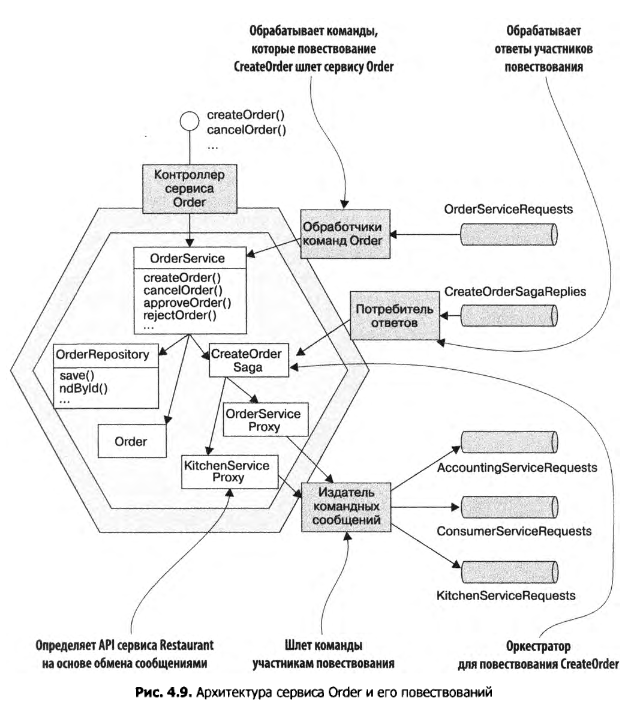 Обрабатывает команды,
которые повествование
CreateOrder шлет сервису Order
Обрабатывает
ответы участников
повествования
createOrder()
cancelOrder()
...
Контроллер
сервиса
Order
OrderServiceRequests
Обработчики
команд Order
OrderService
createOrder()
cancelOrder()
approveOrder()
rejectOrder()
...
CreateOrderSagaReplies
Потребитель
ответов
OrderRepository
save()
ndById()
...
CreateOrder
Saga
OrderService
Proxy
Order
KitchenService
Proxy
Издатель
командных
сообщений
AccountingServiceRequests
ConsumerServiceRequests
KitchenServiceRequests
Определяет API сервиса Restaurant
на основе обмена сообщениями
Шлет команды
участникам повествования
Оркестратор
для повествования CreateOrder
Рис. 4.9. Архитектура сервиса Order и его повествований